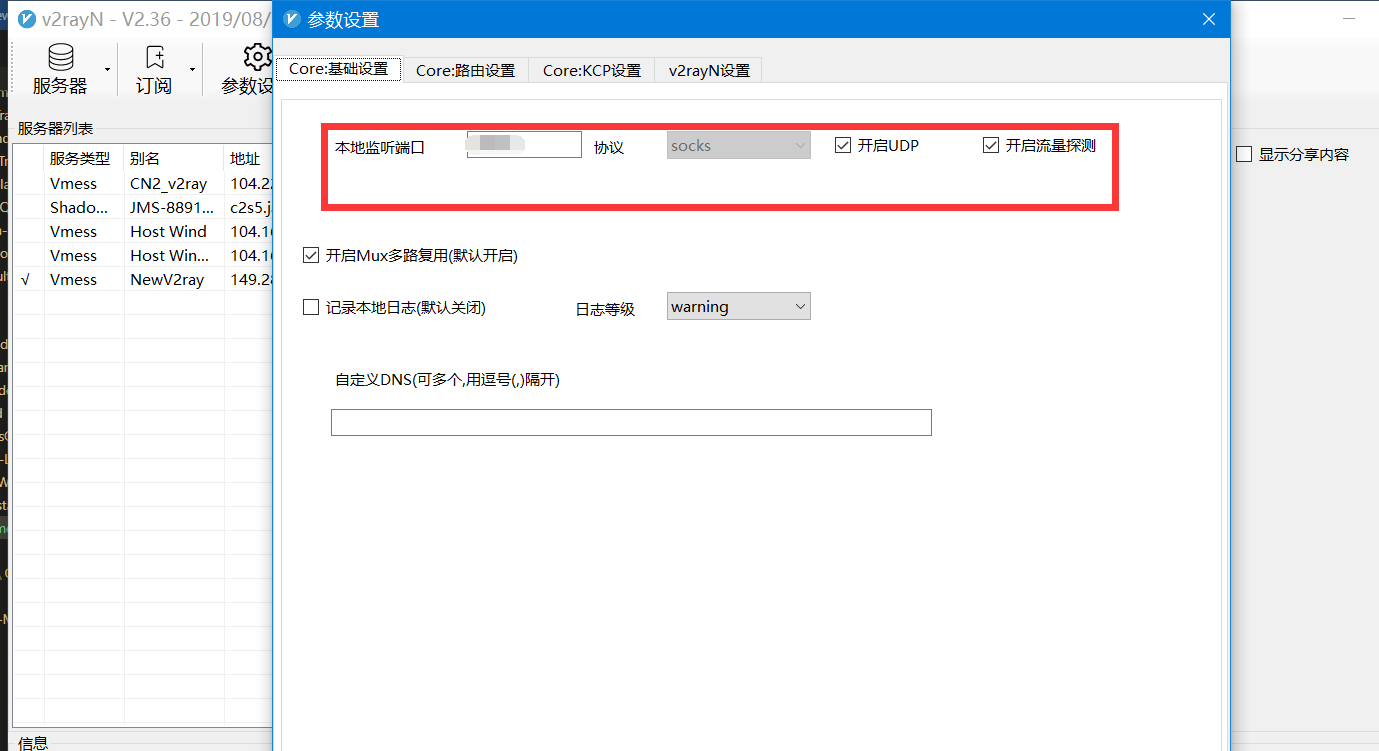 v2rayN - V2.36 - 2019/08/
参数设置
服务器
订阅
参数设
Core:基础设置
Core:路由设置
Core:KCP设置
v2rayN设置
服务器列表
服务类型 别名 地址
Vmess CN2_v2ray 104.2
Shado... JMS-8891... c2s5.j
Vmess Host Wind 104.16
Vmess Host Win... 104.16
√ Vmess NewV2ray 149.28
本地监听端口 协议 socks 开启UDP 开启流量探测
显示分享内容
开启Mux多路复用(默认开启)
记录本地日志(默认关闭) 日志等级 warning
自定义DNS(可多个,用逗号(,)隔开)
信息